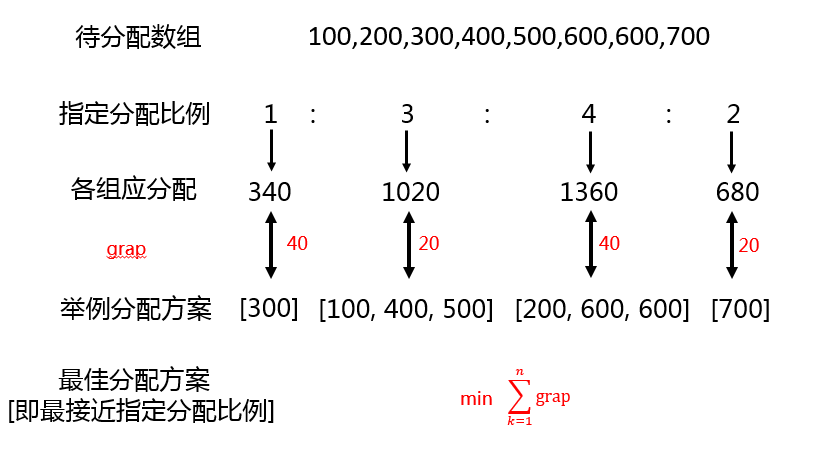 待分配数组 100,200,300,400,500,600,600,700
指定分配比例 1 : 3 : 4 : 2
各组应分配 340 1020 1360 680
grap 40 20 40 20
举例分配方案 [300] [100, 400, 500] [200, 600, 600] [700]
最佳分配方案
[即最接近指定分配比例]
min ∑ grap
n
k=1